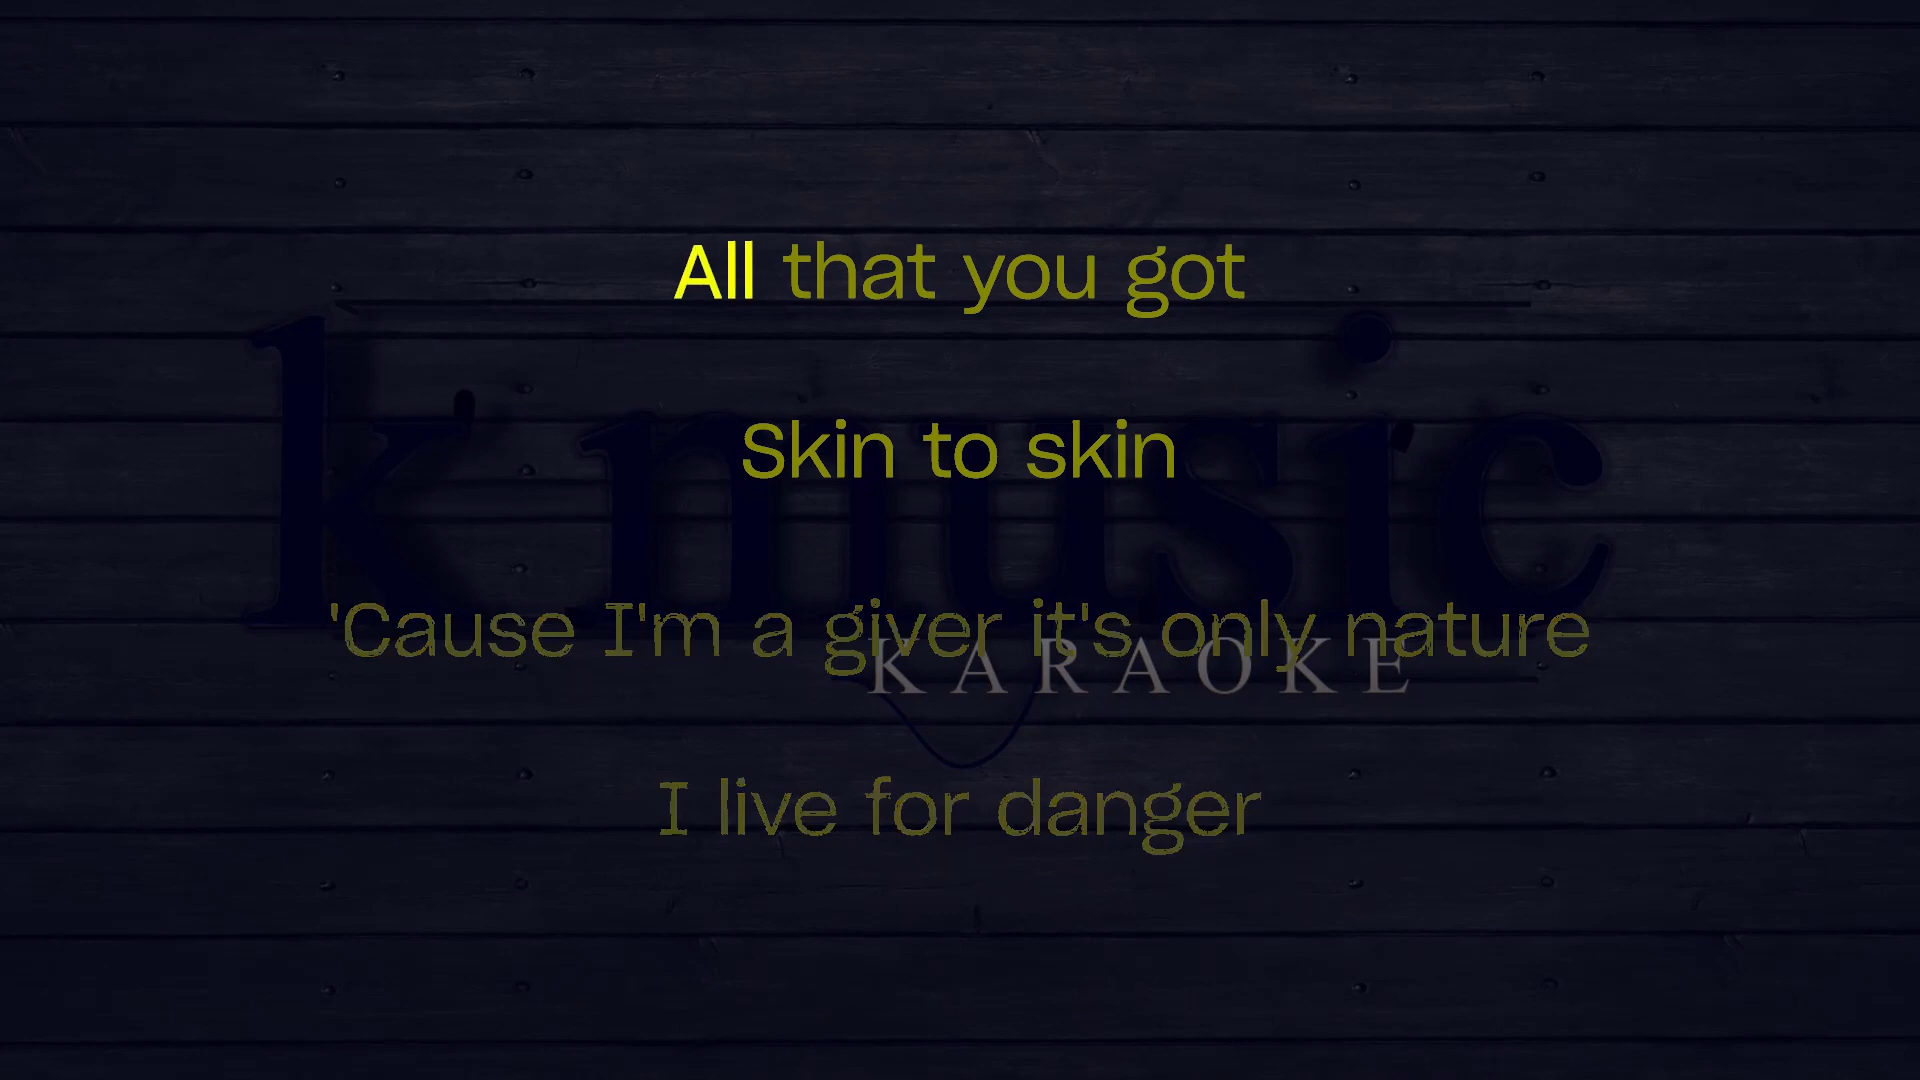 All that you got
Skin to skin
k'music
'Cause I'm a giver it's only nature
KARAOKE
I live for danger